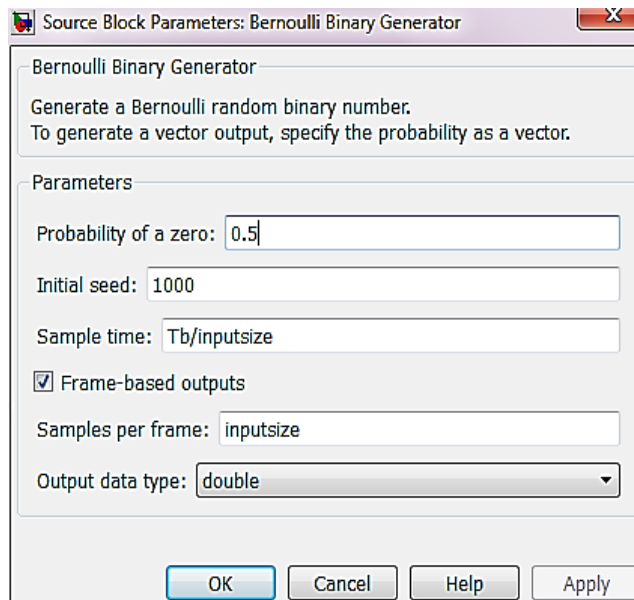 Source Block Parameters: Bernoulli Binary Generator
Bernoulli Binary Generator
Generate a Bernoulli random binary number.
To generate a vector output, specify the probability as a vector.
Parameters
Probability of a zero: 0.5
Initial seed: 1000
Sample time: Tb/inputsize
Frame-based outputs
Samples per frame: inputsize
Output data type: double
OK Cancel Help Apply